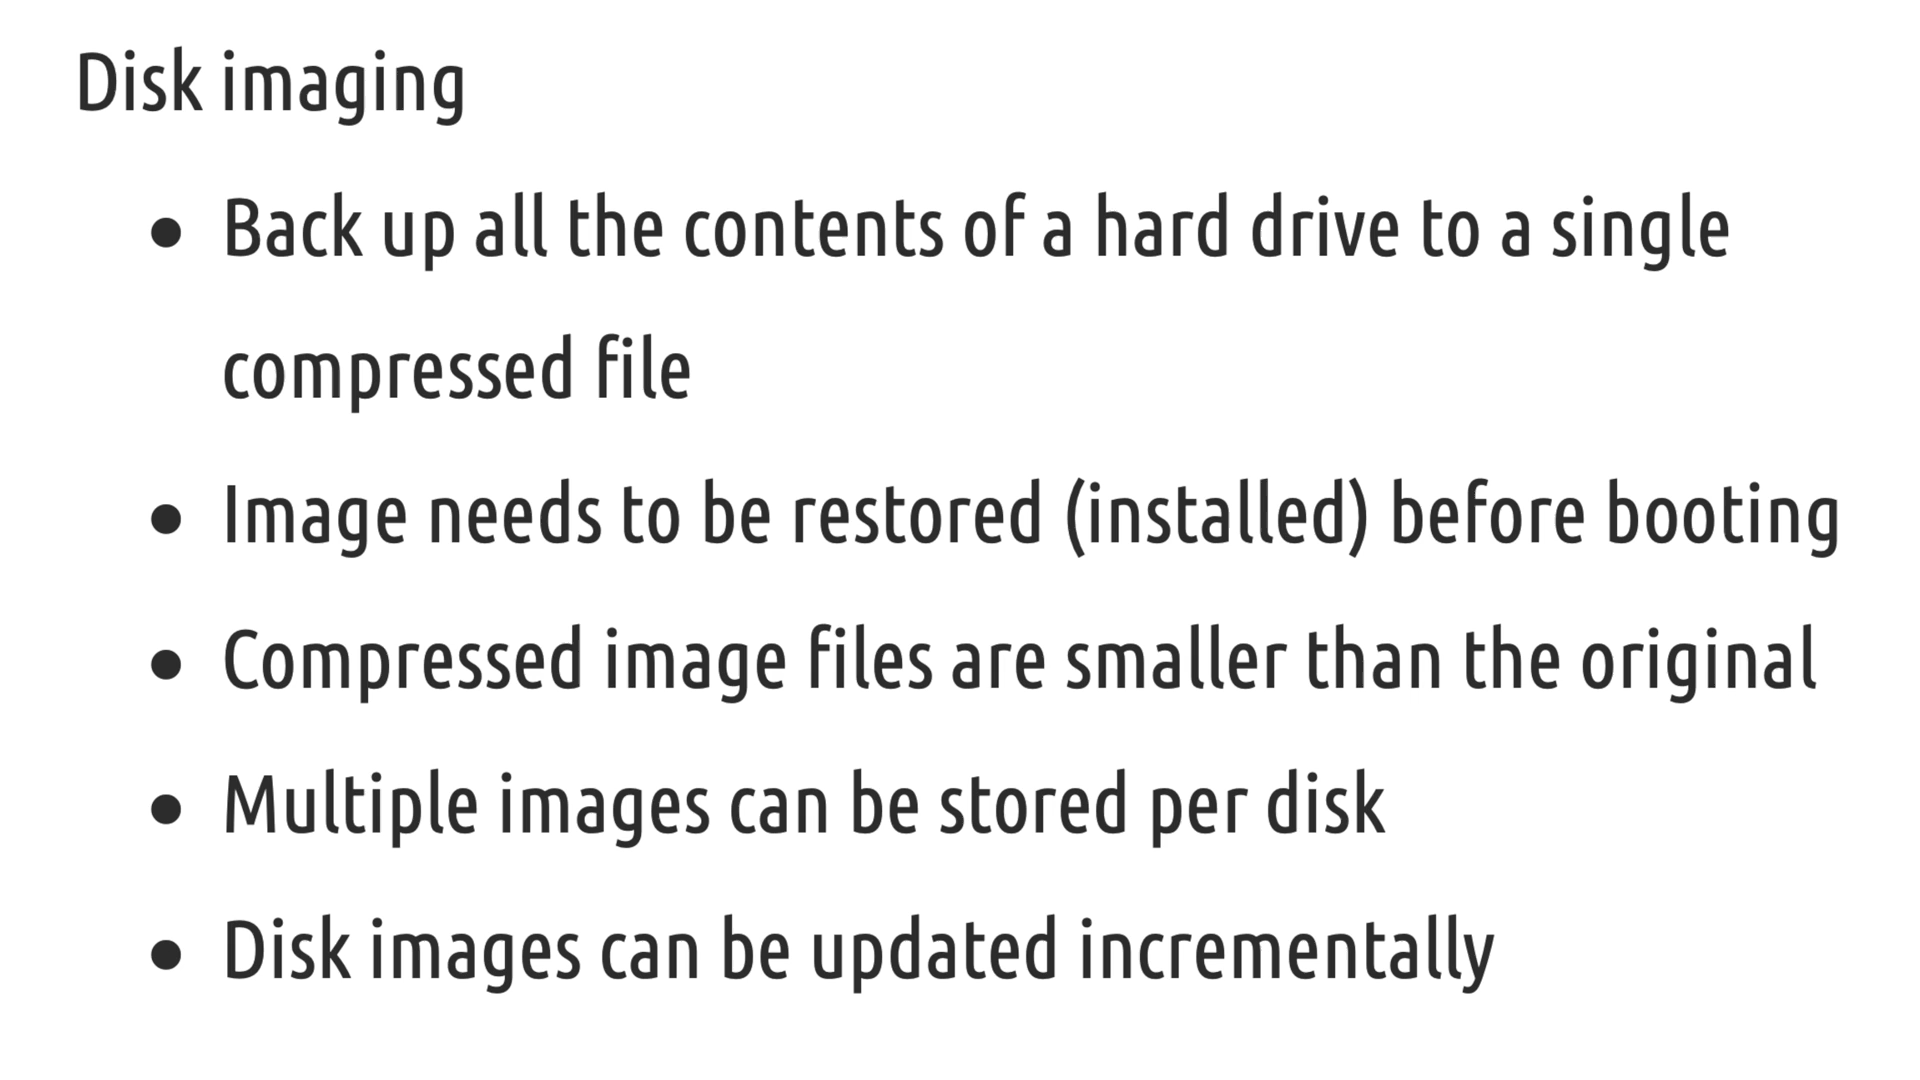 Disk imaging
• Back up all the contents of a hard drive to a single
compressed file
• Image needs to be restored (installed) before booting
• Compressed image files are smaller than the original
• Multiple images can be stored per disk
• Disk images can be updated incrementally